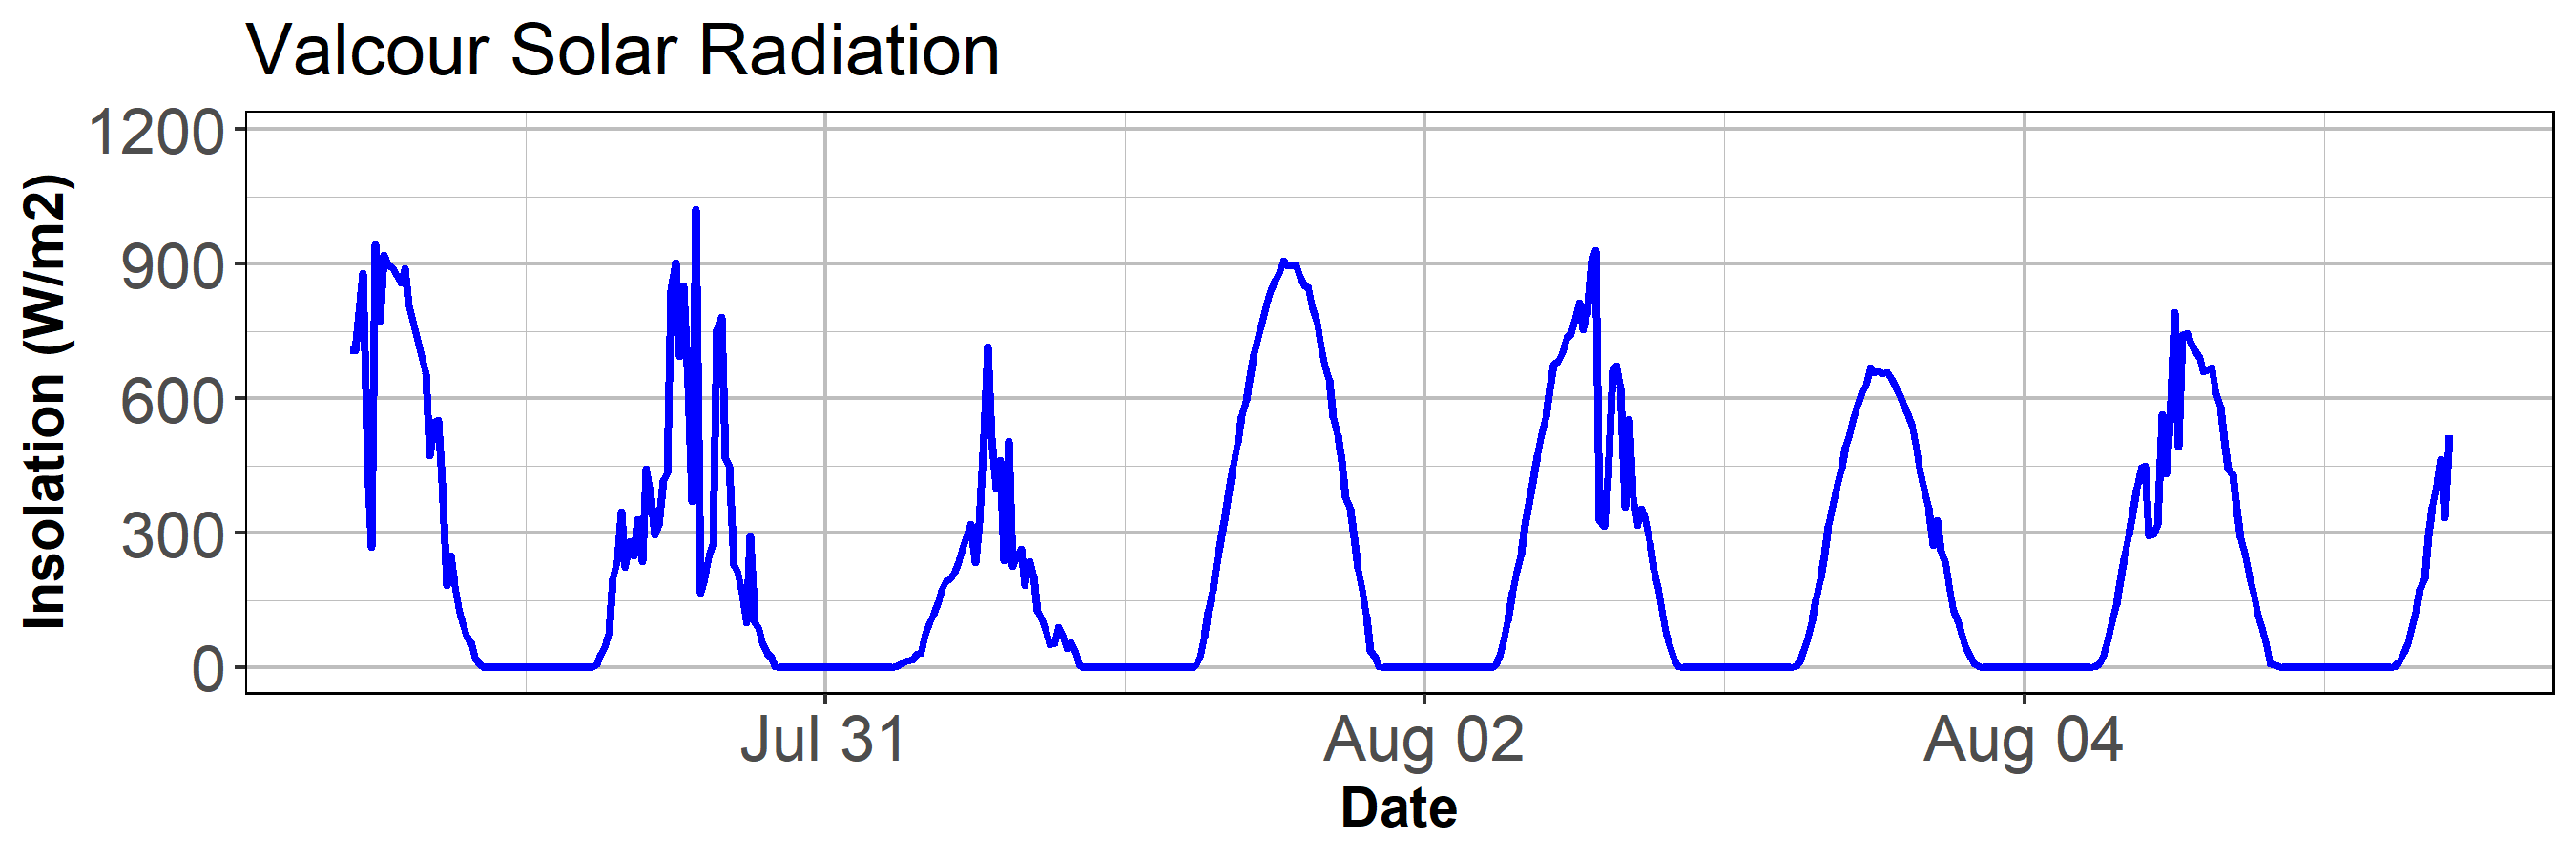 Valcour Solar Radiation
Insolation (W/m2)
1200
900
600
300
0
Jul 31
Aug 02
Aug 04
Date